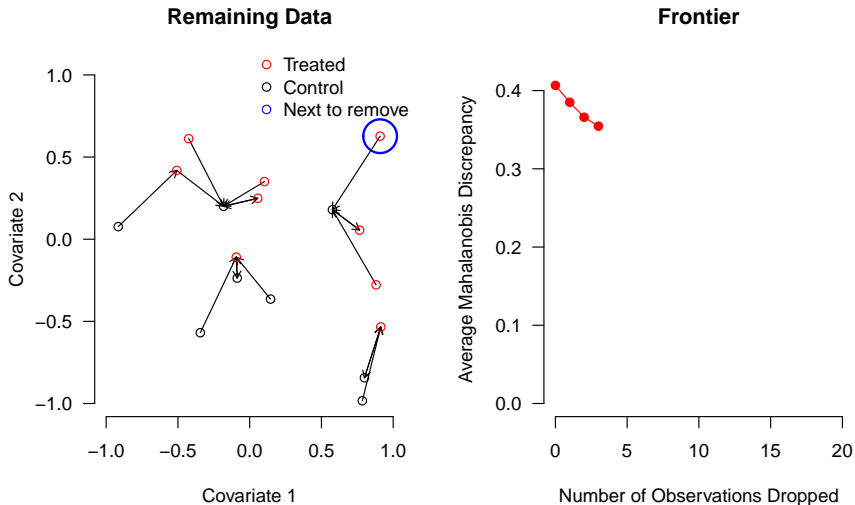 Remaining Data
Treated
Control
Next to remove
1.0
0.5
0.0
−0.5
−1.0
Covariate 2
−1.0
−0.5
0.0
0.5
1.0
Covariate 1
Frontier
0.4
0.3
0.2
0.1
0.0
Average Mahalanobis Discrepancy
0
5
10
15
20
Number of Observations Dropped